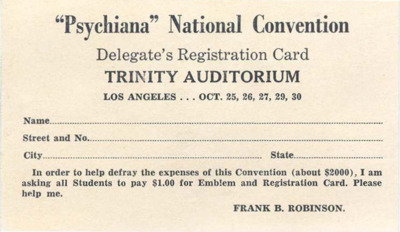 "Psychiana" National Convention
Delegate's Registration Card
TRINITY AUDITORIUM
LOS ANGELES . . . OCT. 25, 26, 27, 29, 30
Name
Street and No.
City State
In order to help defray the expenses of this Convention (about $2000), I am
asking all Students to pay $1.00 for Emblem and Registration Card. Please
help me.
FRANK B. ROBINSON.